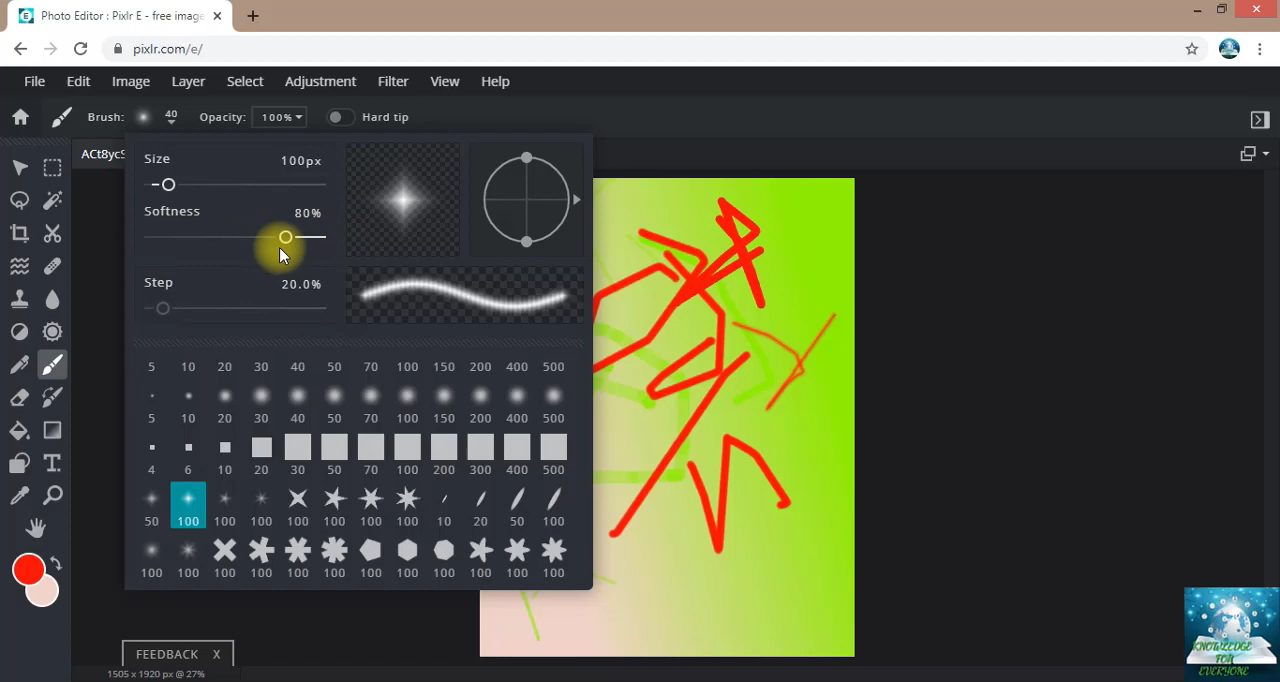 Photo Editor : Pixlr E - free image
pixlr.com/e/
File Edit Image Layer Select Adjustment Filter View Help
Brush: 40 Opacity: 100% Hard tip
ACt8ycS
Size 100px
Softness 80%
Step 20.0%
5 10 20 30 40 50 70 100 150 200 400 500
5 10 20 30 40 50 70 100 150 200 400 500
4 6 10 20 30 50 70 100 200 300 400 500
50 100 100 100 100 100 100 100 10 20 50 100
100 100 100 100 100 100 100 100 100 100 100 100
FEEDBACK X
1505 x 1920 px @ 27%
KNOWLEDGE
FOR
EVERYONE